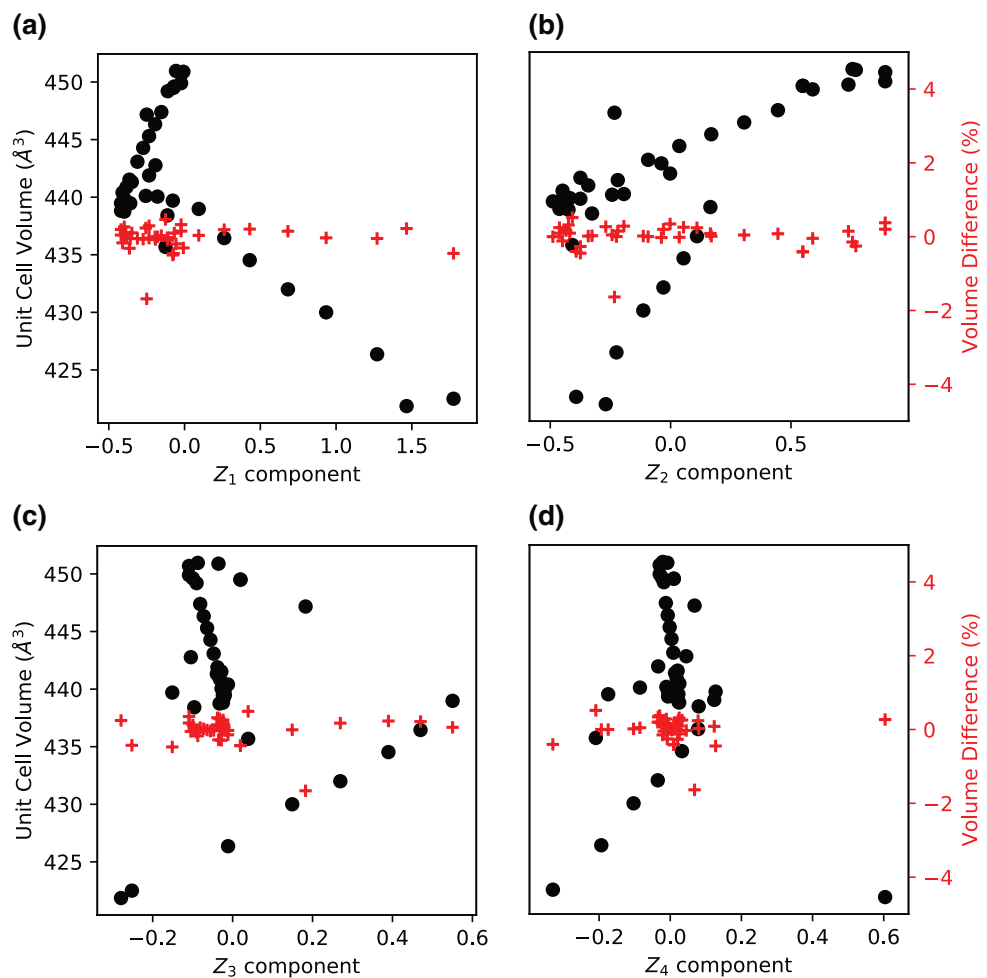 (a)
(b)
450
445
440
435
430
425
Unit Cell Volume (Å³)
−0.5 0.0 0.5 1.0 1.5
Z₁ component
4
2
0
−2
−4
Volume Difference (%)
−0.5 0.0 0.5
Z₂ component
(c)
(d)
450
445
440
435
430
425
Unit Cell Volume (Å³)
−0.2 0.0 0.2 0.4 0.6
Z₃ component
4
2
0
−2
−4
Volume Difference (%)
−0.2 0.0 0.2 0.4 0.6
Z₄ component